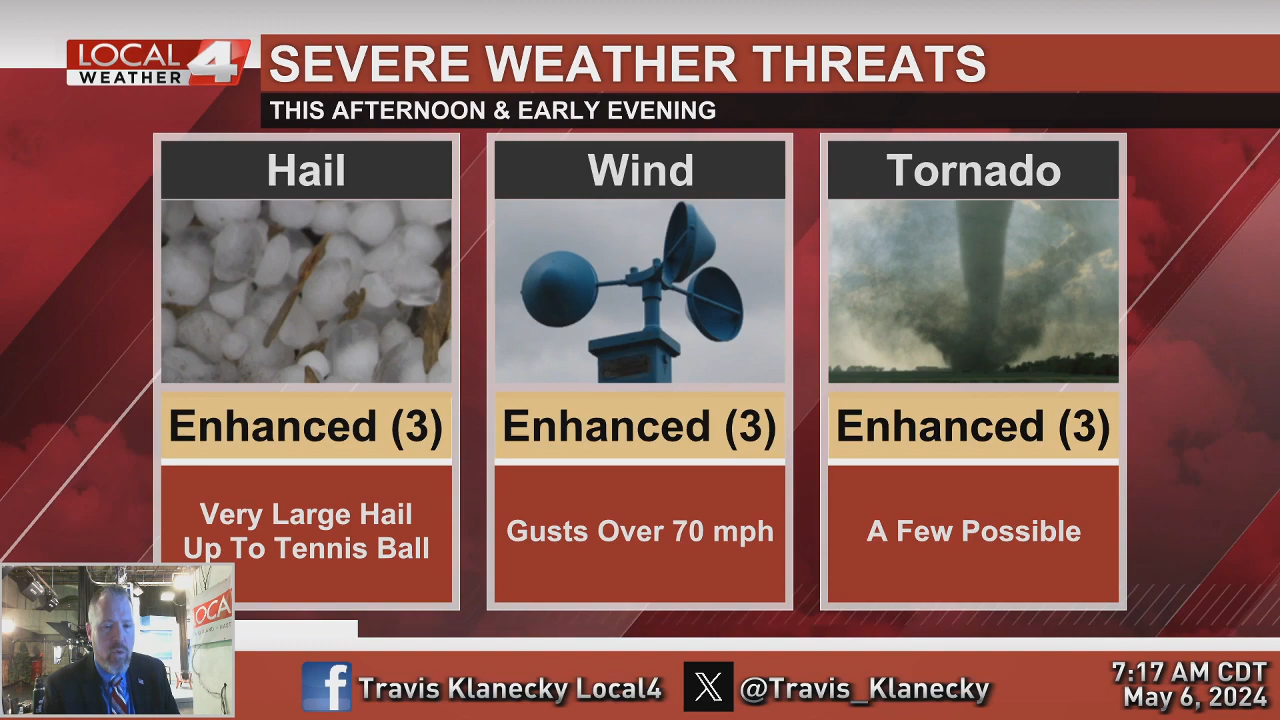 LOCAL 4
WEATHER
SEVERE WEATHER THREATS
THIS AFTERNOON & EARLY EVENING
Hail
Wind
Tornado
Enhanced (3)
Enhanced (3)
Enhanced (3)
Very Large Hail
Up To Tennis Ball
Gusts Over 70 mph
A Few Possible
OCA
Travis Klanecky Local4
@Travis_Klanecky
7:17 AM CDT
May 6, 2024